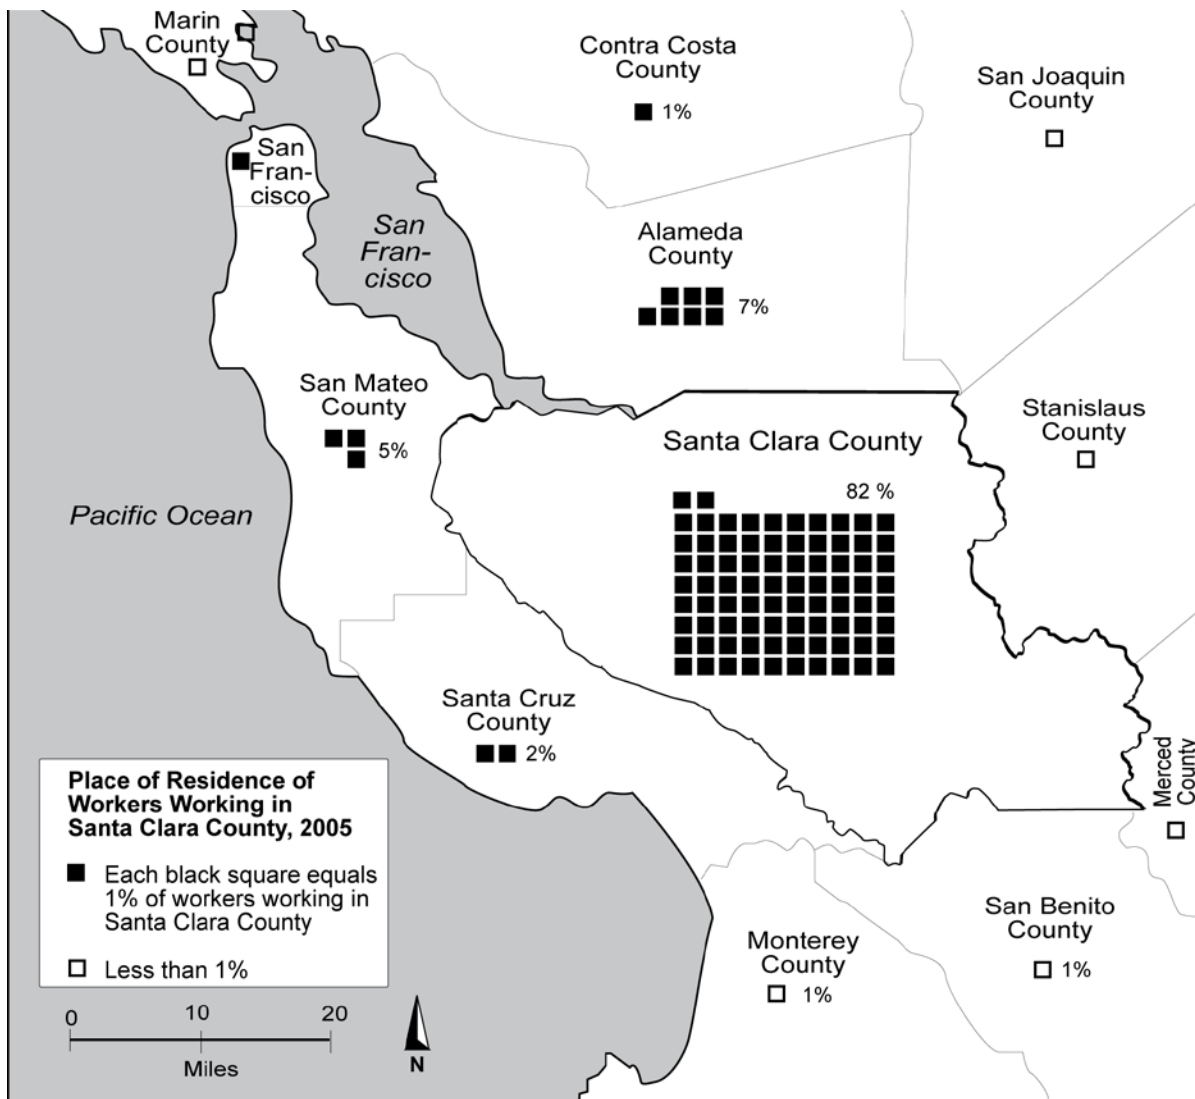 Marin
County
Contra Costa
County
1%
San Joaquin
County
San
Fran-
cisco
San
Fran-
cisco
Alameda
County
7%
San Mateo
County
5%
Stanislaus
County
Santa Clara County
82 %
Pacific Ocean
Santa Cruz
County
2%
Merced
County
Place of Residence of
Workers Working in
Santa Clara County, 2005
Each black square equals
1% of workers working in
Santa Clara County
Less than 1%
San Benito
County
1%
Monterey
County
1%
0 10 20
Miles
N